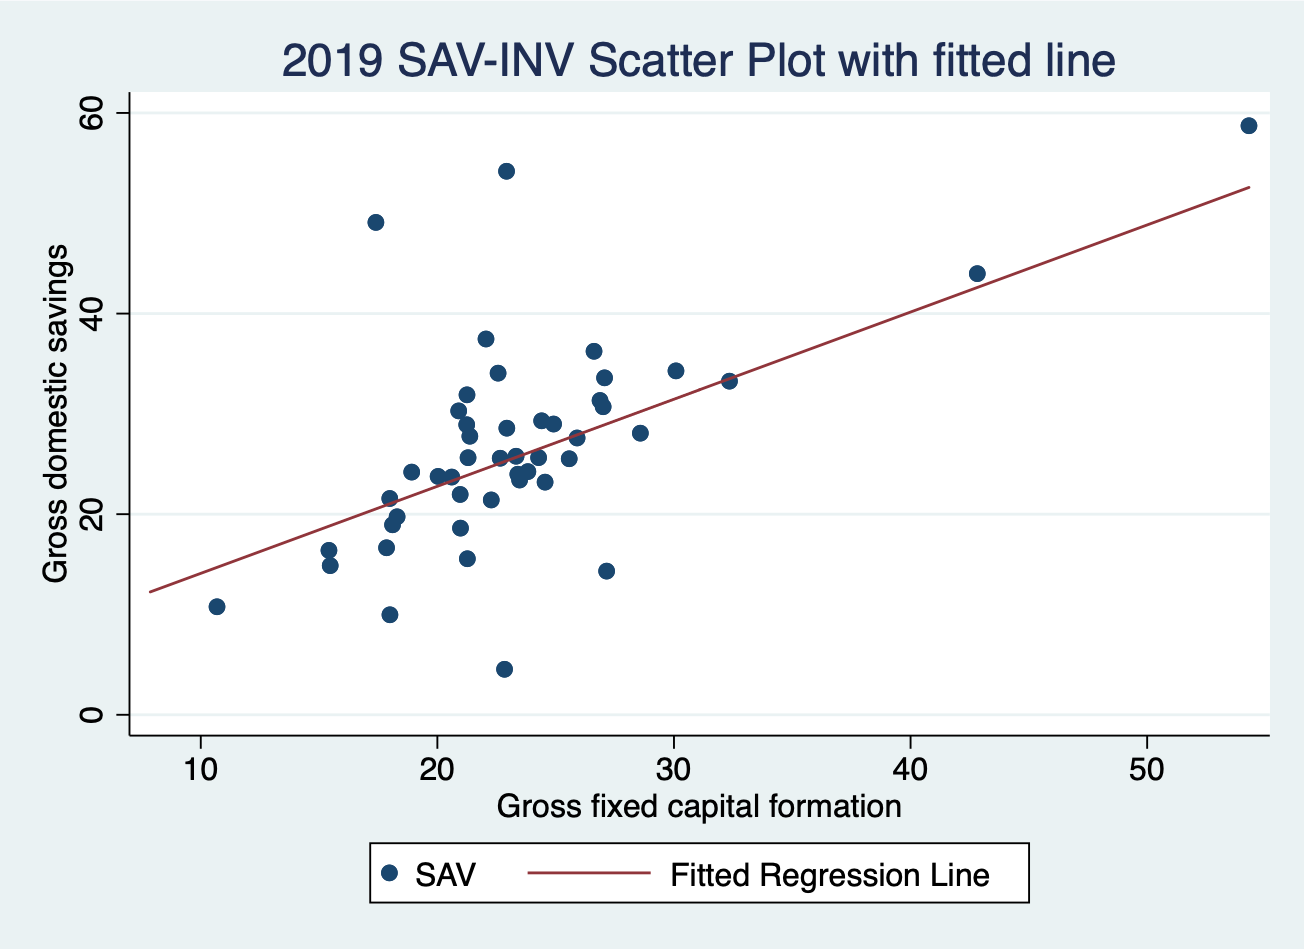 2019 SAV-INV Scatter Plot with fitted line
Gross domestic savings
60
40
20
0
10 20 30 40 50
Gross fixed capital formation
SAV Fitted Regression Line